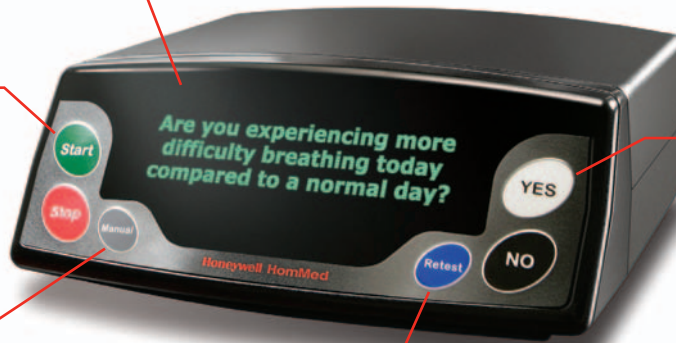 Are you experiencing more
difficulty breathing today
compared to a normal day?
Start
YES
Stop
Manual
Retest
NO
Honeywell HomMed